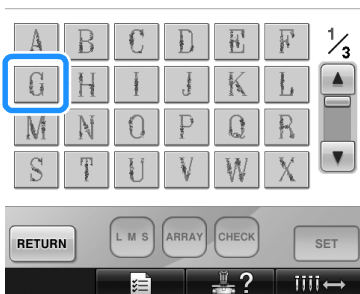 A B C D E F 1/3
G H I J K L
M N O P Q R
S T U V W X
RETURN L M S ARRAY CHECK SET
?